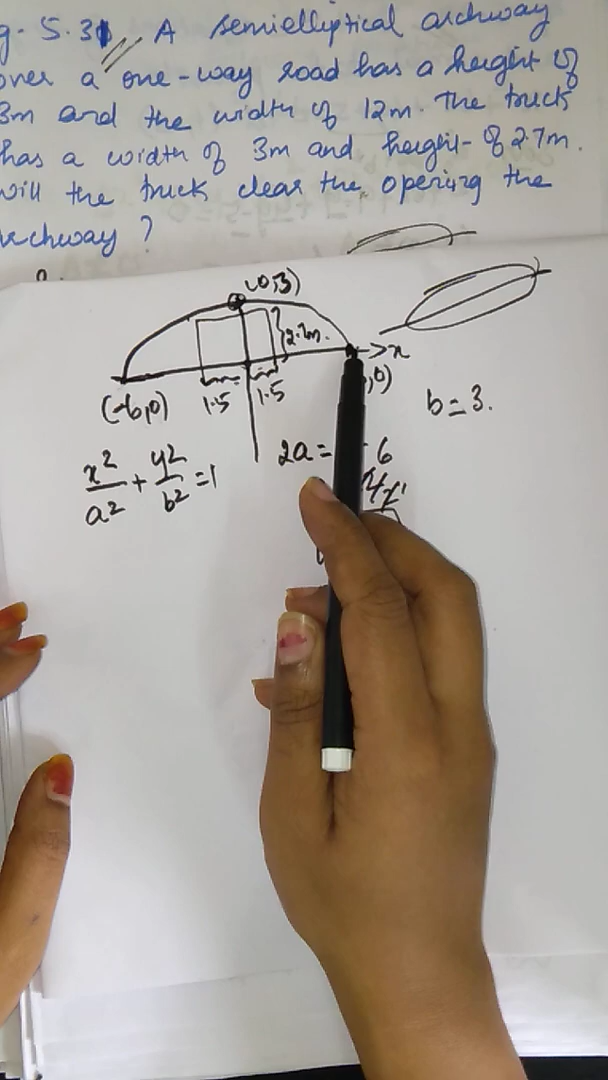 g. 5.31 A semielliptical archway
over a one-way road has a height of
3m and the width of 12m. The truck
has a width of 3m and height of 2.7m.
will the truck clear the opening the
archway ?
(0,3)
2.7m.
x
(-6,0) 1.5 1.5 ,0)
b=3.
x²/a² + y²/b² =1
2a= 6